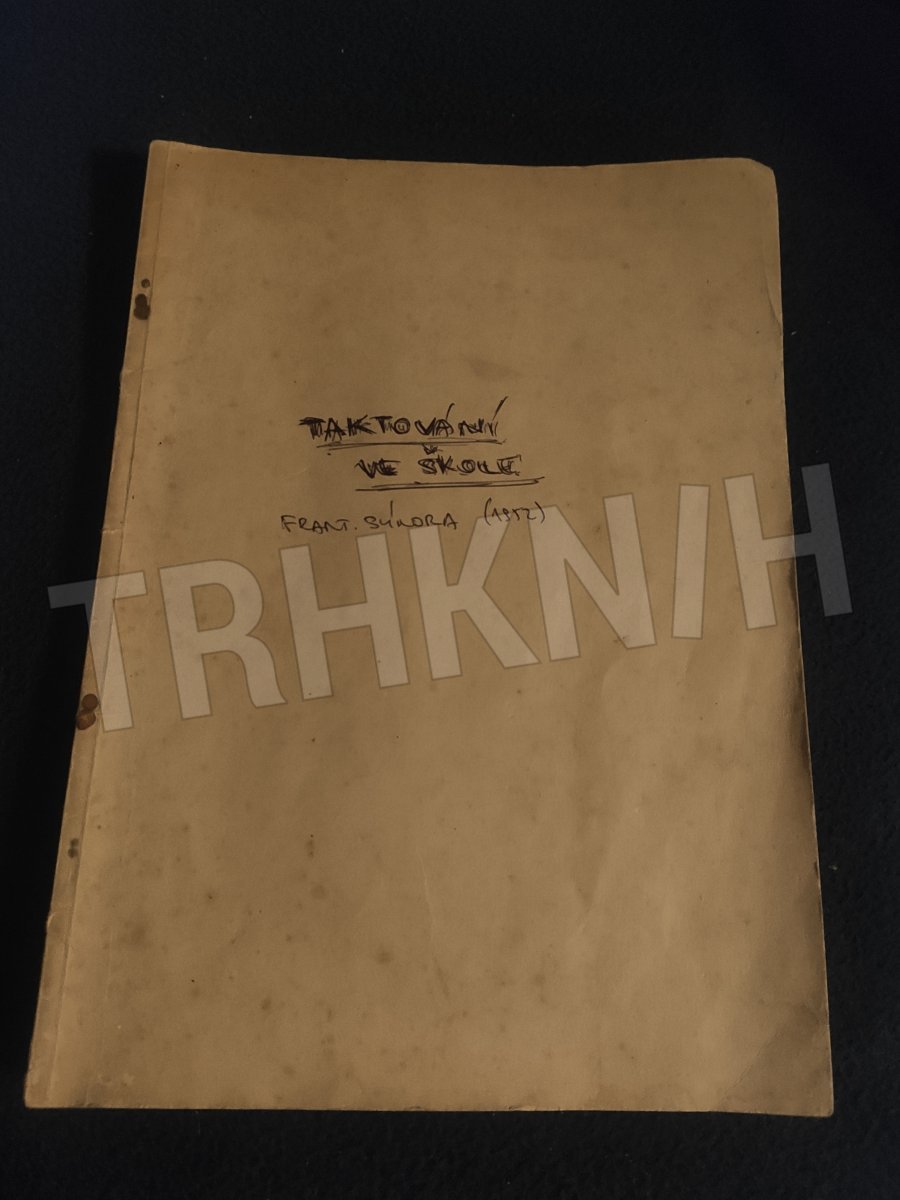 TAKTOVÁNÍ
VE ŠKOLE
FRANT. SÝKORA (1952)
TRHKNIH